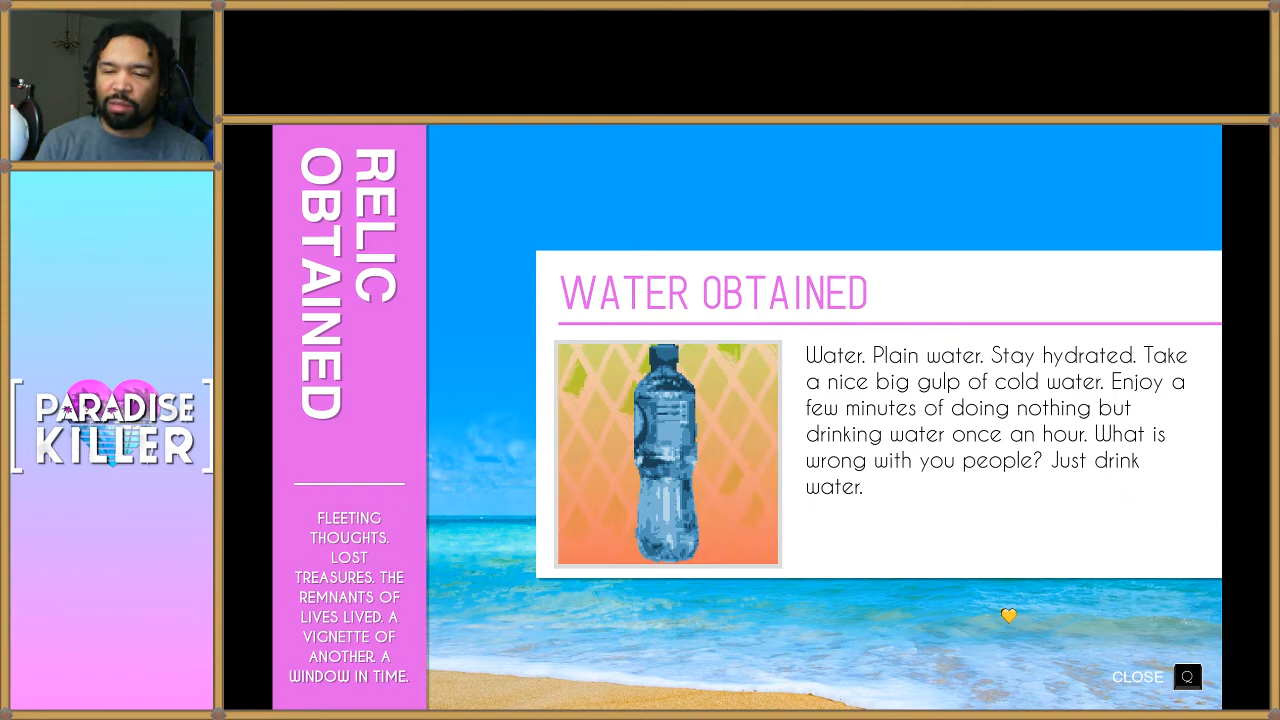 RELIC
OBTAINED
FLEETING
THOUGHTS.
LOST
TREASURES. THE
REMNANTS OF
LIVES LIVED. A
VIGNETTE OF
ANOTHER. A
WINDOW IN TIME.
WATER OBTAINED
Water. Plain water. Stay hydrated. Take
a nice big gulp of cold water. Enjoy a
few minutes of doing nothing but
drinking water once an hour. What is
wrong with you people? Just drink
water.
CLOSE Q
[PARADISE
KILLER]